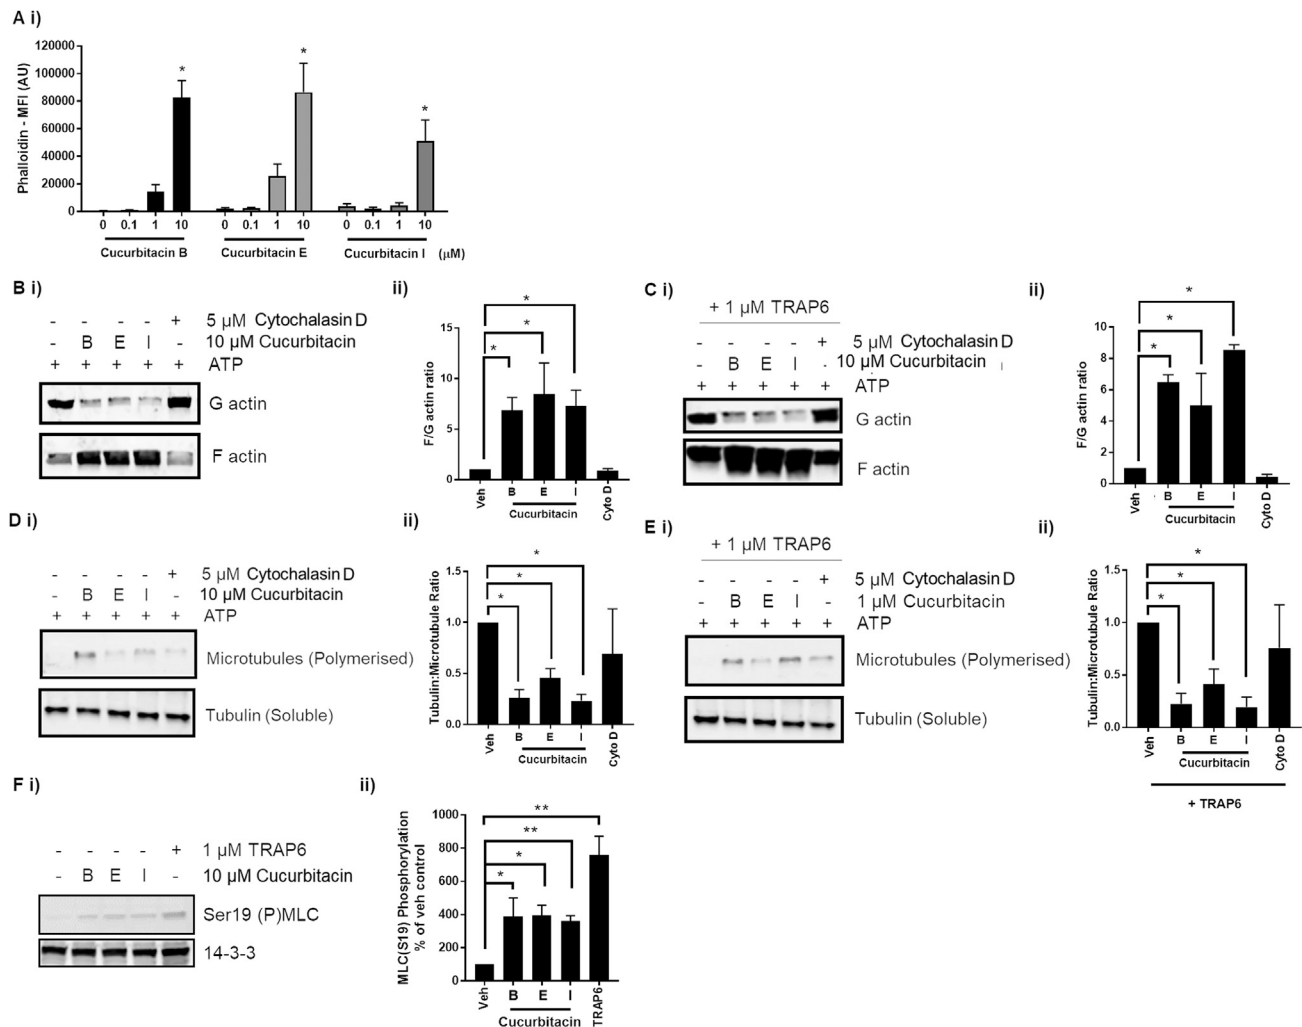 A i)
120000
100000
80000
60000
40000
20000
0
Phalloidin - MFI (AU)
* * *
0 0.1 1 10 0 0.1 1 10 0 0.1 1 10
Cucurbitacin B Cucurbitacin E Cucurbitacin I (μM)
B i)
- - - - + 5 μM Cytochalasin D
- B E I - 10 μM Cucurbitacin
+ + + + + ATP
G actin
F actin
ii)
15
10
5
0
F/G actin ratio
*
*
*
Veh B E I Cyto D
Cucurbitacin
C i)
+ 1 μM TRAP6
- - - - + 5 μM Cytochalasin D
- B E I - 10 μM Cucurbitacin
+ + + + + ATP
G actin
F actin
ii)
10
8
6
4
2
0
F/G actin ratio
*
*
*
Veh B E I Cyto D
Cucurbitacin
D i)
- - - - + 5 μM Cytochalasin D
- B E I - 10 μM Cucurbitacin
+ + + + + ATP
Microtubules (Polymerised)
Tubulin (Soluble)
ii)
1.5
1.0
0.5
0.0
Tubulin:Microtubule Ratio
*
*
*
Veh B E I Cyto D
Cucurbitacin
E i)
+ 1 μM TRAP6
- - - - + 5 μM Cytochalasin D
- B E I - 1 μM Cucurbitacin
+ + + + + ATP
Microtubules (Polymerised)
Tubulin (Soluble)
ii)
1.5
1.0
0.5
0.0
Tubulin:Microtubule Ratio
*
*
*
Veh B E I Cyto D
Cucurbitacin
+ TRAP6
F i)
- - - - + 1 μM TRAP6
- B E I - 10 μM Cucurbitacin
Ser19 (P)MLC
14-3-3
ii)
1000
800
600
400
200
0
MLC(S19) Phosphorylation
% of veh control
**
**
*
*
Veh B E I TRAP6
Cucurbitacin